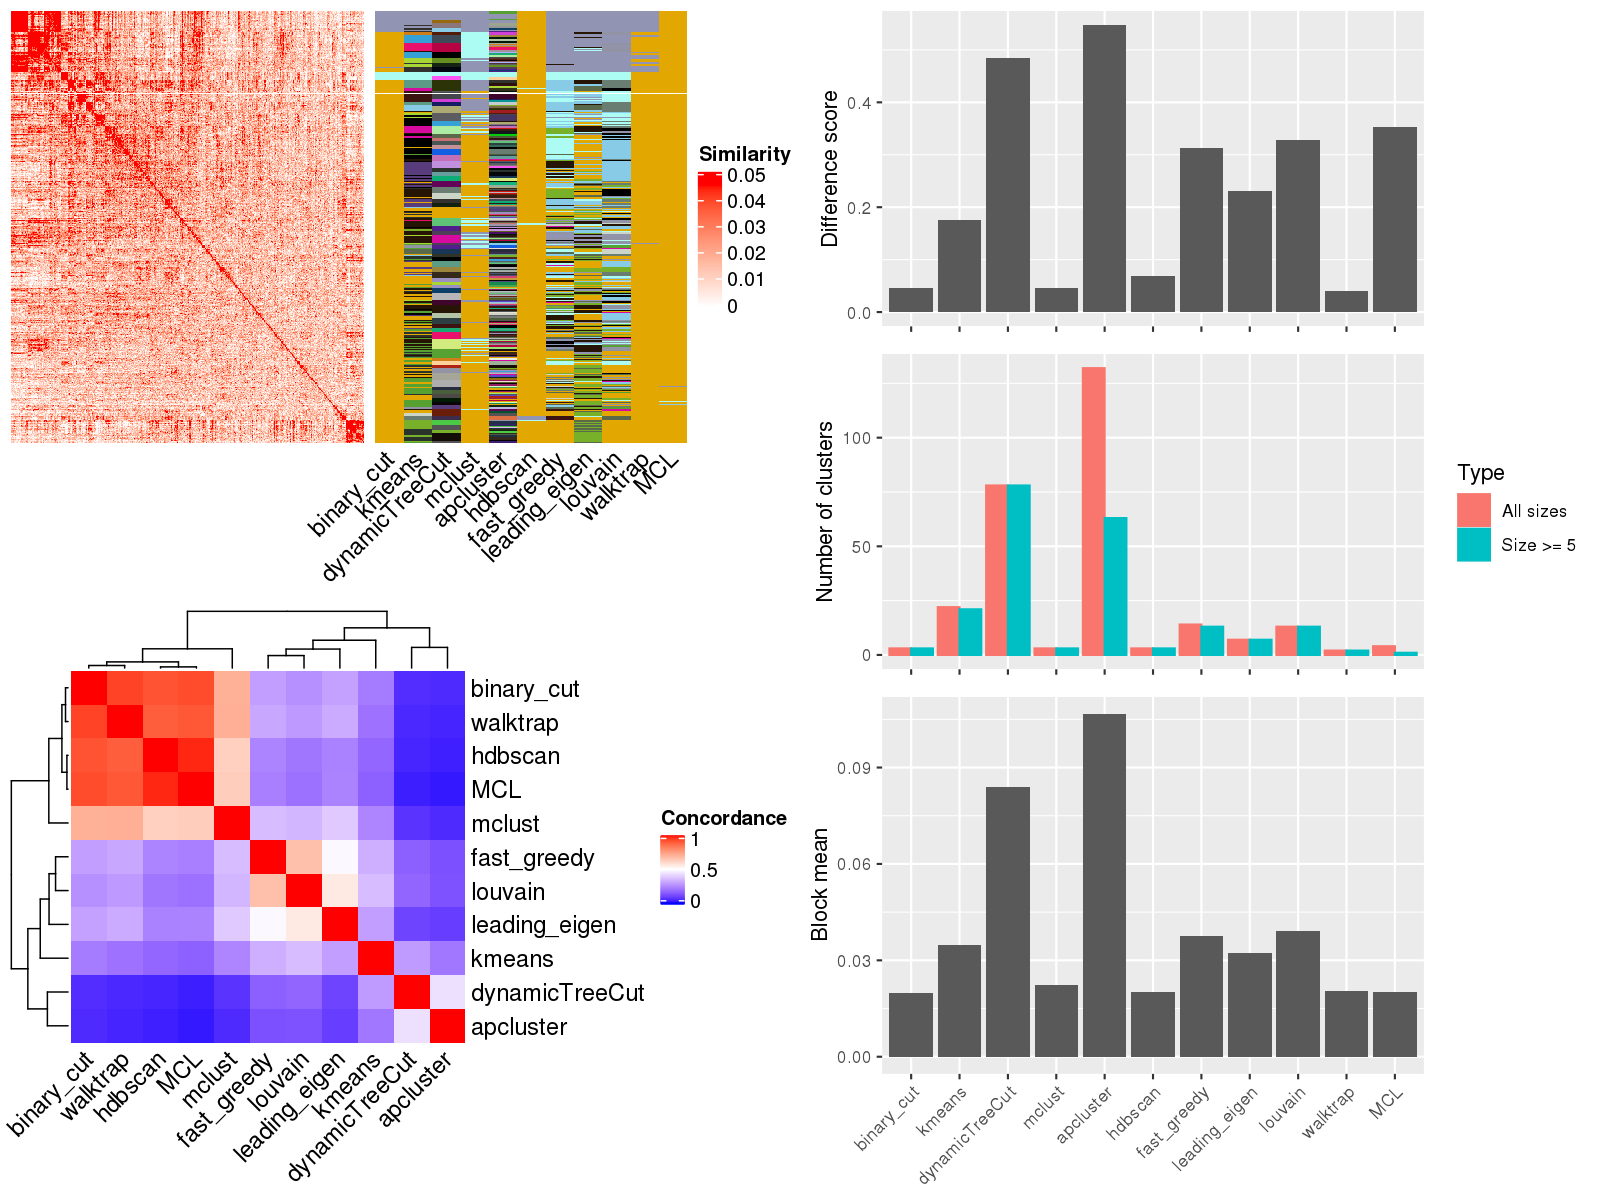 Similarity
0.05
0.04
0.03
0.02
0.01
0
binary_cut
kmeans
dynamicTreeCut
mclust
apcluster
hdbscan
fast_greedy
leading_eigen
louvain
walktrap
MCL
binary_cut
walktrap
hdbscan
MCL
mclust
fast_greedy
louvain
leading_eigen
kmeans
dynamicTreeCut
apcluster
Concordance
1
0.5
0
binary_cut
walktrap
hdbscan
MCL
mclust
fast_greedy
louvain
leading_eigen
kmeans
dynamicTreeCut
apcluster
Difference score
0.4
0.2
0.0
Number of clusters
100
50
0
Type
All sizes
Size >= 5
Block mean
0.09
0.06
0.03
0.00
binary_cut
kmeans
dynamicTreeCut
mclust
apcluster
hdbscan
fast_greedy
leading_eigen
louvain
walktrap
MCL